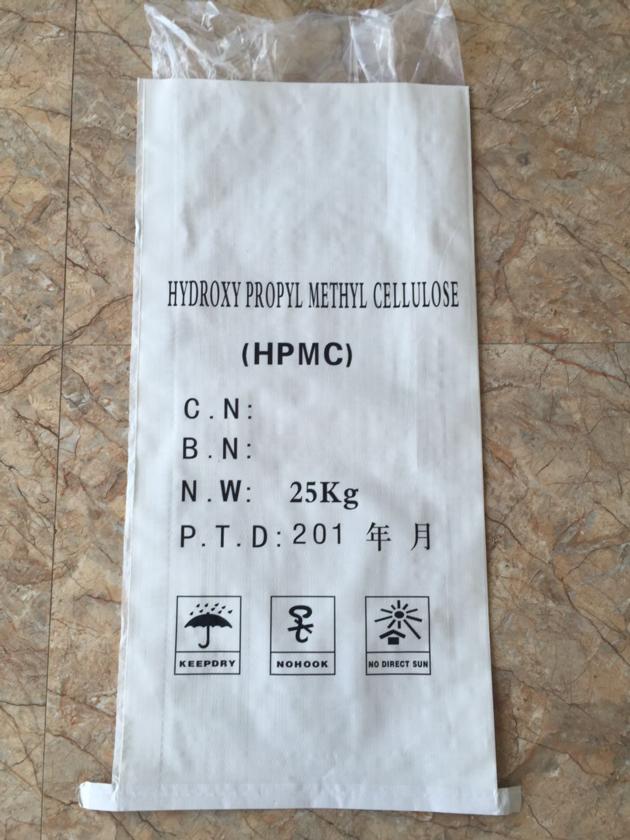 HYDROXY PROPYL METHYL CELLULOSE
(HPMC)
C.N:
B.N:
N.W: 25Kg
P.T.D:201 年 月
KEEPDRY NOHOOK NO DIRECT SUN